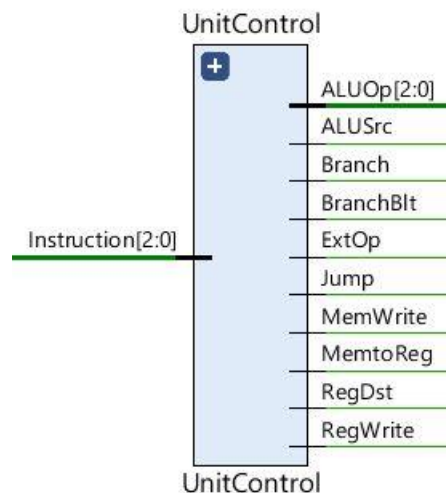 UnitControl
ALUOp[2:0]
ALUSrc
Branch
BranchBlt
Instruction[2:0]
ExtOp
Jump
MemWrite
MemtoReg
RegDst
RegWrite
UnitControl